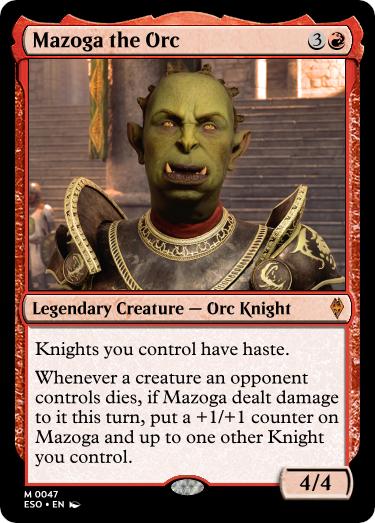 Mazoga the Orc
3
Legendary Creature — Orc Knight
Knights you control have haste.
Whenever a creature an opponent
controls dies, if Mazoga dealt damage
to it this turn, put a +1/+1 counter on
Mazoga and up to one other Knight
you control.
4/4
M 0047
ESO • EN